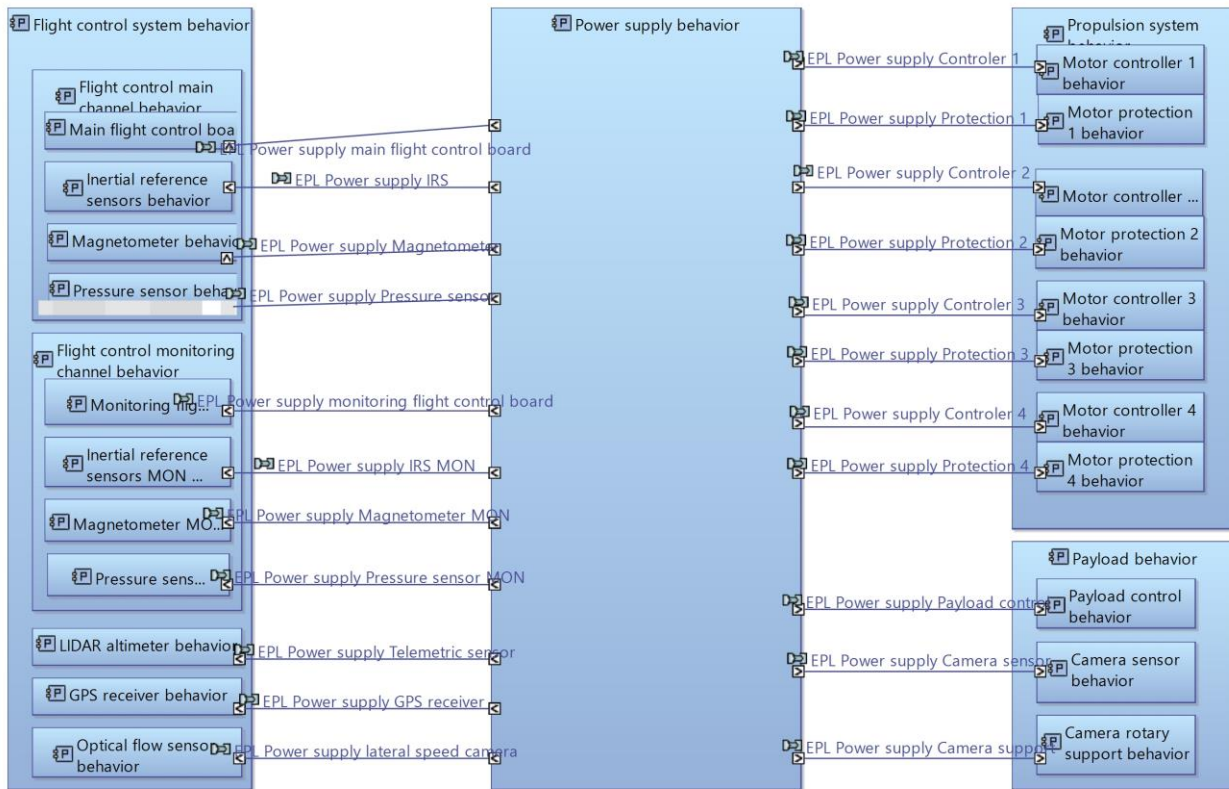 Flight control system behavior
Flight control main
channel behavior
Main flight control boa
EPL Power supply main flight control board
Inertial reference
sensors behavior
EPL Power supply IRS
Magnetometer behavio
EPL Power supply Magnetometer
Pressure sensor behav
EPL Power supply Pressure sensor
Flight control monitoring
channel behavior
Monitoring flig...
EPL Power supply monitoring flight control board
Inertial reference
sensors MON ...
EPL Power supply IRS MON
Magnetometer MO...
EPL Power supply Magnetometer MON
Pressure sens...
EPL Power supply Pressure sensor MON
LIDAR altimeter behavior
EPL Power supply Telemetric sensor
GPS receiver behavior
EPL Power supply GPS receiver
Optical flow sensor
behavior
EPL Power supply lateral speed camera
Power supply behavior
EPL Power supply Controler 1
EPL Power supply Protection 1
EPL Power supply Controler 2
EPL Power supply Protection 2
EPL Power supply Controler 3
EPL Power supply Protection 3
EPL Power supply Controler 4
EPL Power supply Protection 4
EPL Power supply Payload control
EPL Power supply Camera sensor
EPL Power supply Camera support
Propulsion system
behavior
Motor controller 1
behavior
Motor protection
1 behavior
Motor controller ...
Motor protection 2
behavior
Motor controller 3
behavior
Motor protection
3 behavior
Motor controller 4
behavior
Motor protection
4 behavior
Payload behavior
Payload control
behavior
Camera sensor
behavior
Camera rotary
support behavior